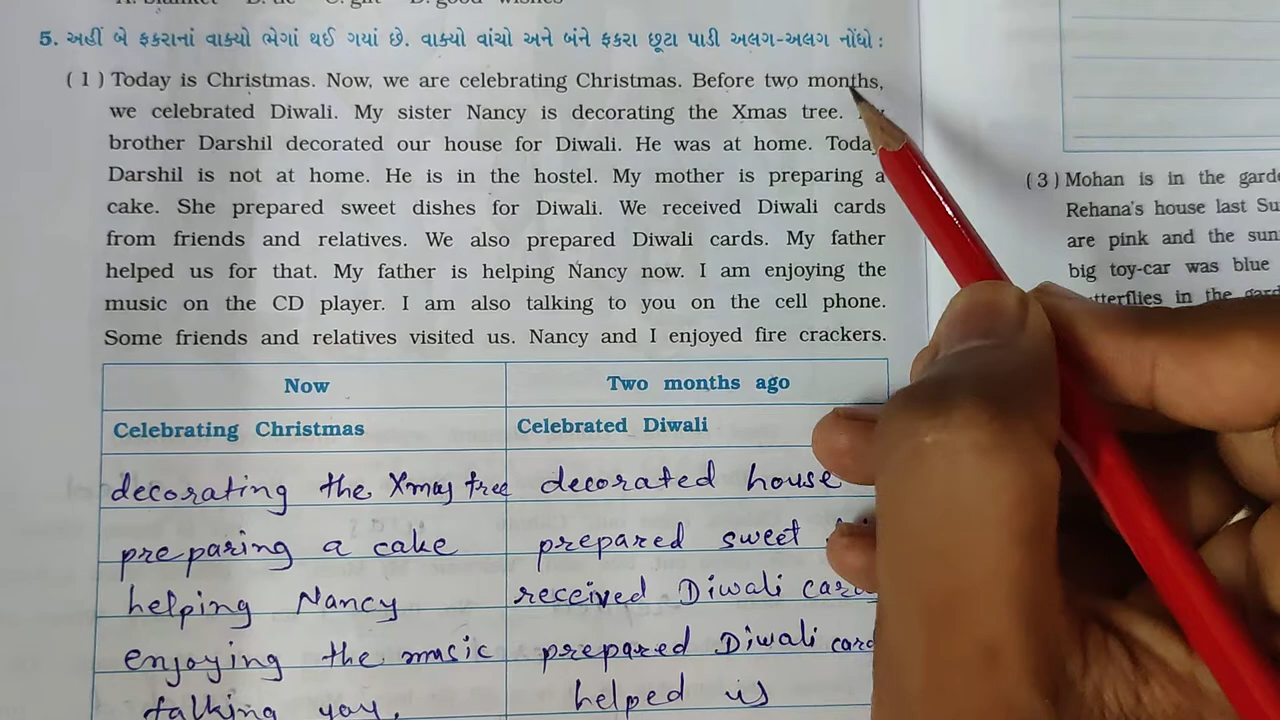 5. અહીં બે ફકરાનાં વાક્યો ભેગાં થઈ ગયાં છે. વાક્યો વાંચો અને બંને ફકરા છૂટા પાડી અલગ-અલગ નોંધો :
( 1 ) Today is Christmas. Now, we are celebrating Christmas. Before two months,
we celebrated Diwali. My sister Nancy is decorating the Xmas tree.
brother Darshil decorated our house for Diwali. He was at home. Today
Darshil is not at home. He is in the hostel. My mother is preparing a
cake. She prepared sweet dishes for Diwali. We received Diwali cards
from friends and relatives. We also prepared Diwali cards. My father
helped us for that. My father is helping Nancy now. I am enjoying the
music on the CD player. I am also talking to you on the cell phone.
Some friends and relatives visited us. Nancy and I enjoyed fire crackers.
Now Two months ago
Celebrating Christmas Celebrated Diwali
decorating the Xmas tree decorated house
preparing a cake prepared sweet
helping Nancy received Diwali
enjoying the music prepared Diwali card
talking you. helped us
( 3 ) Mohan is in the
Rehana's house last
are pink and the
big toy-car was blue
in the